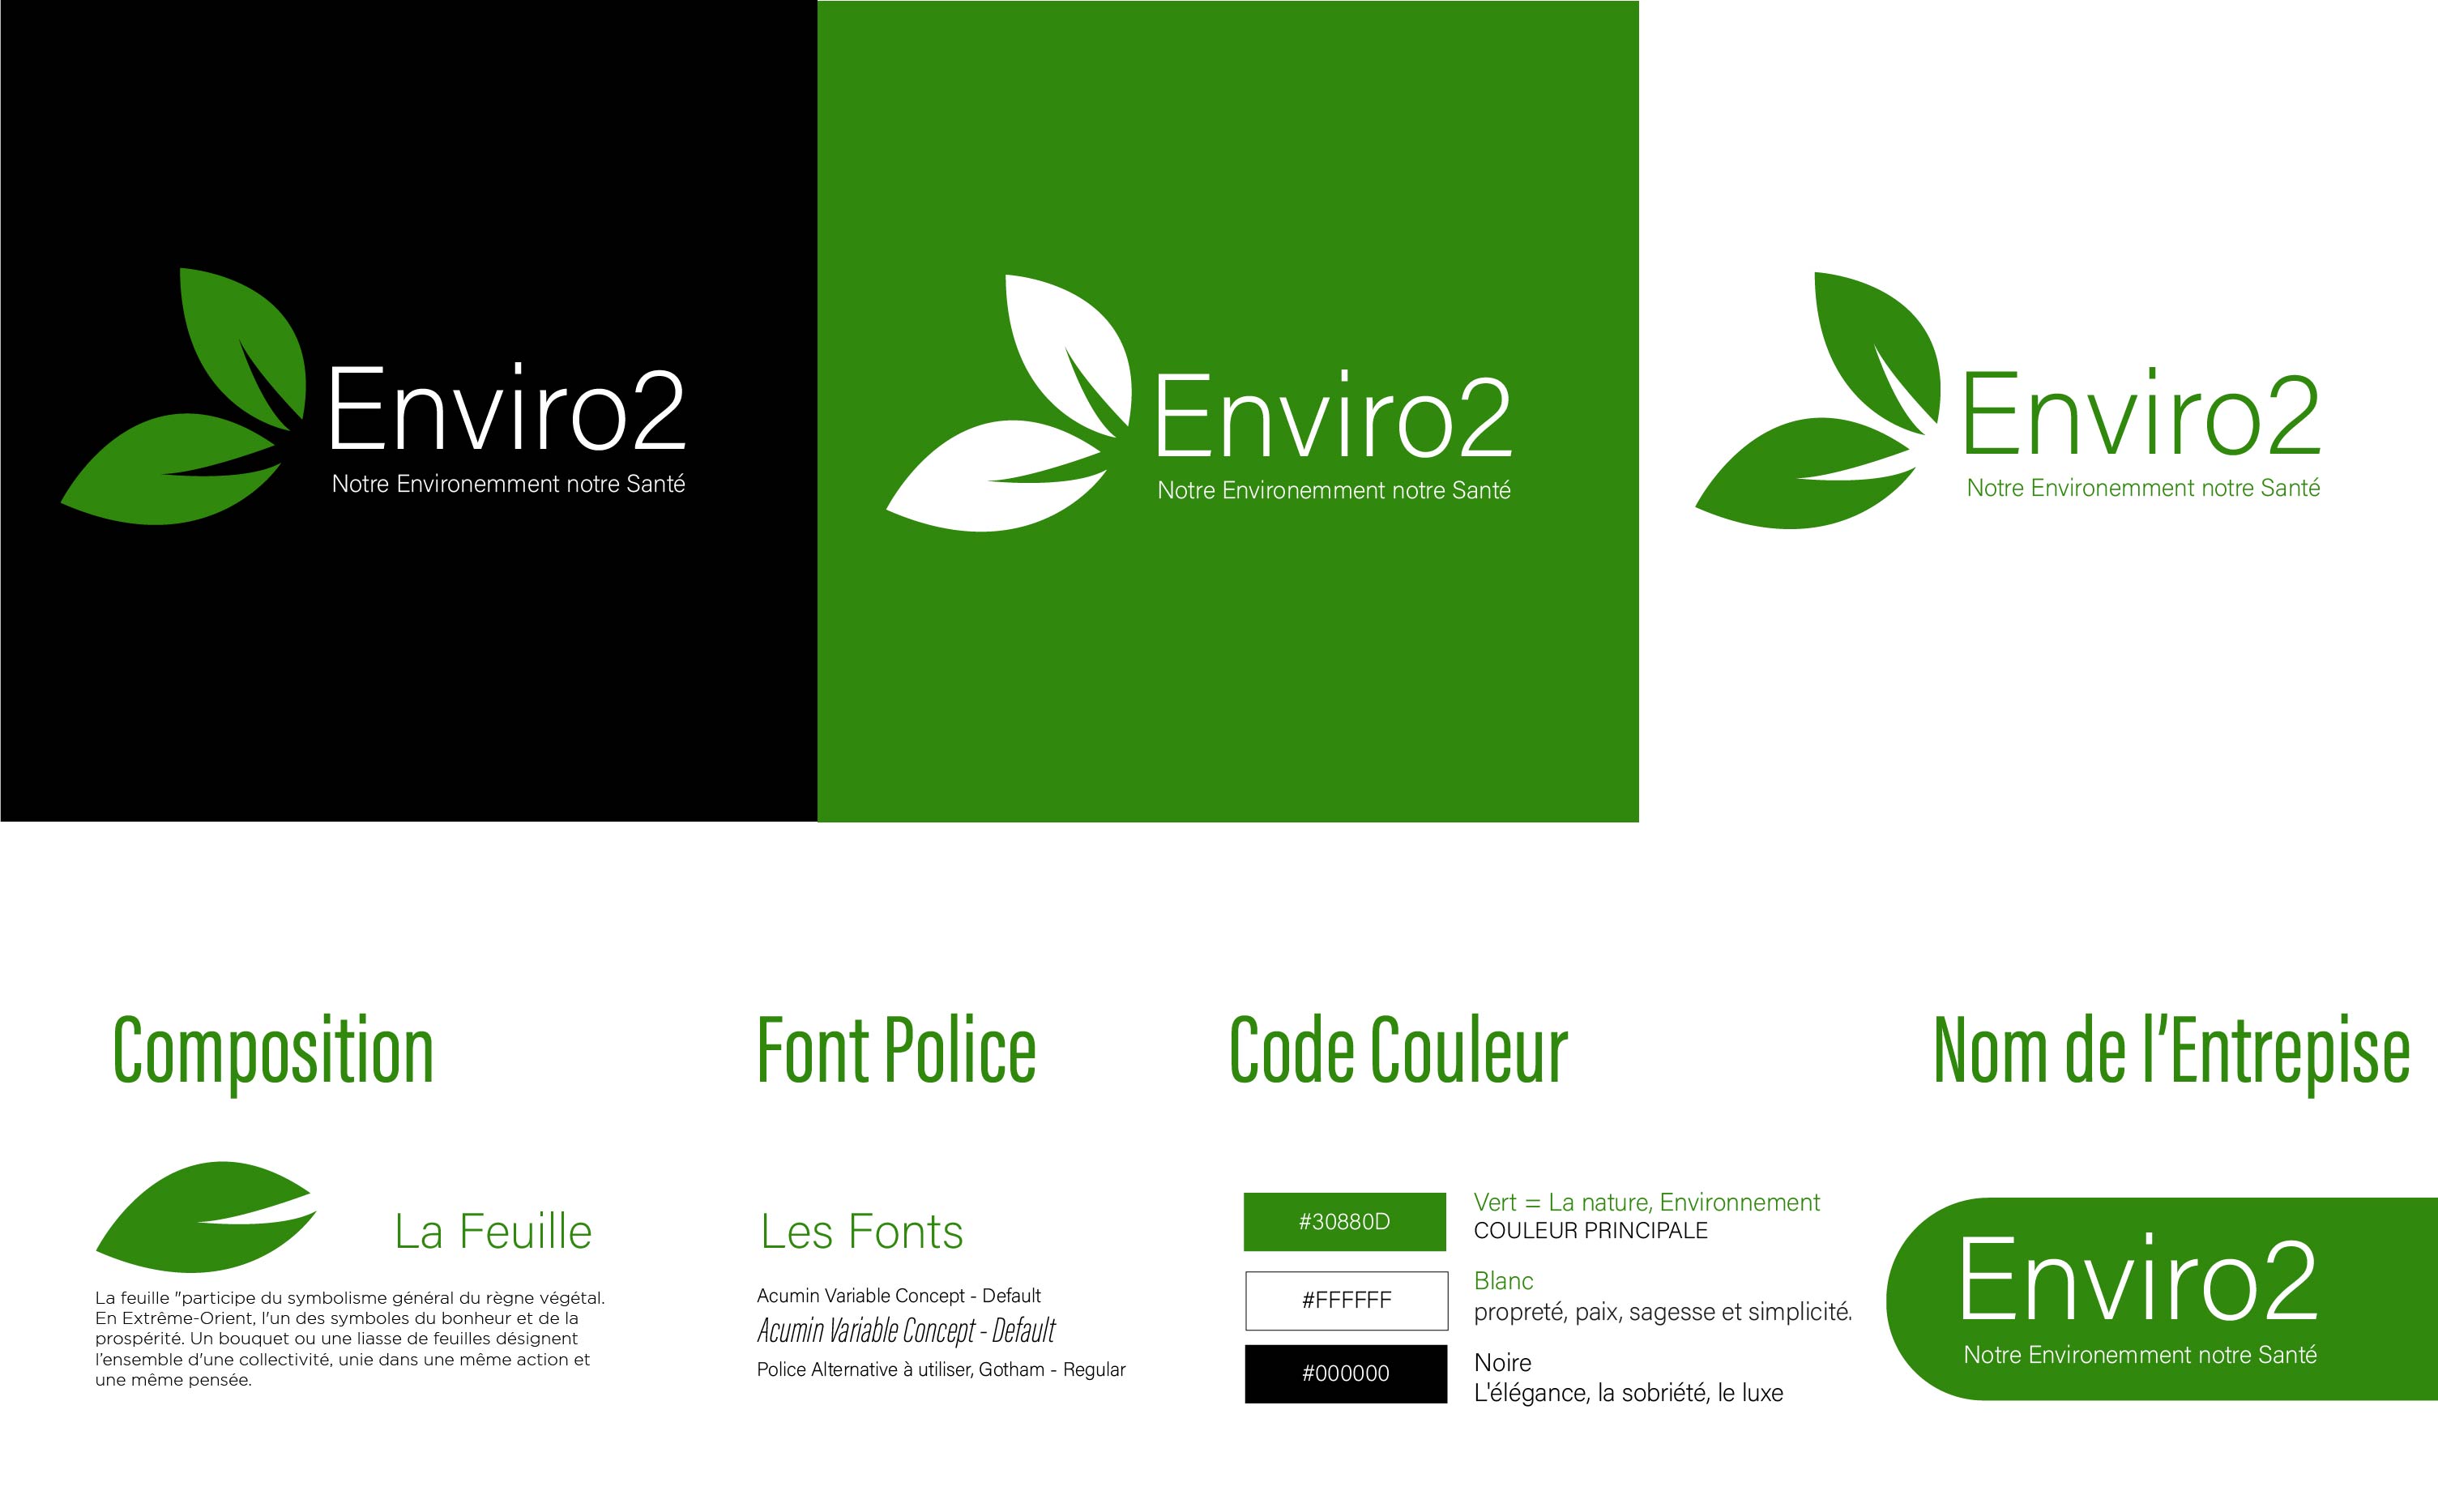 Enviro2
Notre Environemment notre Santé
Enviro2
Notre Environemment notre Santé
Enviro2
Notre Environemment notre Santé
Composition
La Feuille
La feuille "participe du symbolisme général du règne végétal.
En Extrême-Orient, l'un des symboles du bonheur et de la
prospérité. Un bouquet ou une liasse de feuilles désignent
l'ensemble d'une collectivité, unie dans une même action et
une même pensée.
Font Police
Les Fonts
Acumin Variable Concept - Default
Acumin Variable Concept - Default
Police Alternative à utiliser, Gotham - Regular
Code Couleur
#30880D
Vert = La nature, Environnement
COULEUR PRINCIPALE
#FFFFFF
Blanc
propreté, paix, sagesse et simplicité.
#000000
Noire
L'élégance, la sobriété, le luxe
Nom de l’Entrepise
Enviro2
Notre Environemment notre Santé